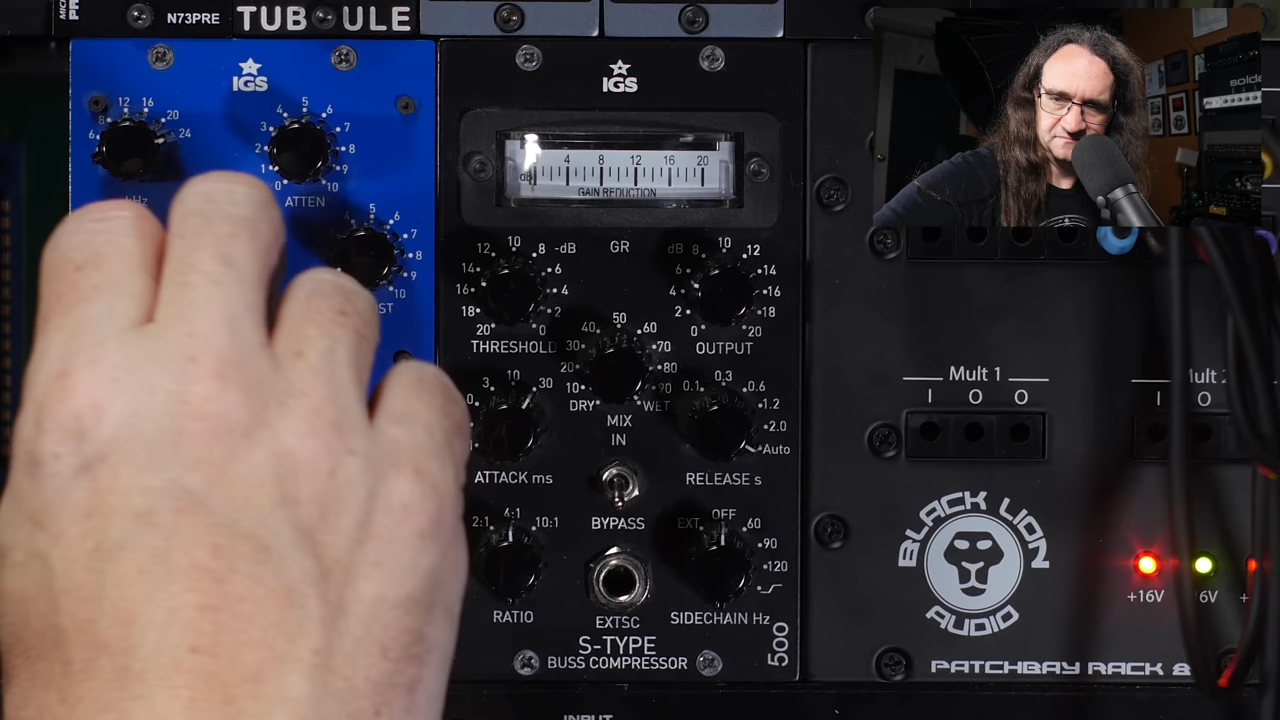 N73PRE
TUB ULE
IGS
6 8 12 16 20 24
kHz
0 1 2 3 4 5 6 7 8 9 10
ATTEN
4 5 6 7 8 9 10
ST
IGS
dB 4 8 12 16 20
GAIN REDUCTION
20 18 16 14 12 10 8 6 4 2 0 -dB
THRESHOLD
GR
dB 0 2 4 6 8 10 12 14 16 18 20
OUTPUT
DRY 10 20 30 40 50 60 70 80 90 WET
MIX
IN
BYPASS
3 10 30
ATTACK ms
0.1 0.3 0.6 1.2 2.0 Auto
RELEASE s
2:1 4:1 10:1
RATIO
EXT OFF 60 90 120
SIDECHAIN Hz
EXTSC
S-TYPE
BUSS COMPRESSOR
500
Mult 1
I O O
Mult 2
I O
BLACK LION
AUDIO
+16V
PATCHBAY RACK 8
INPUT